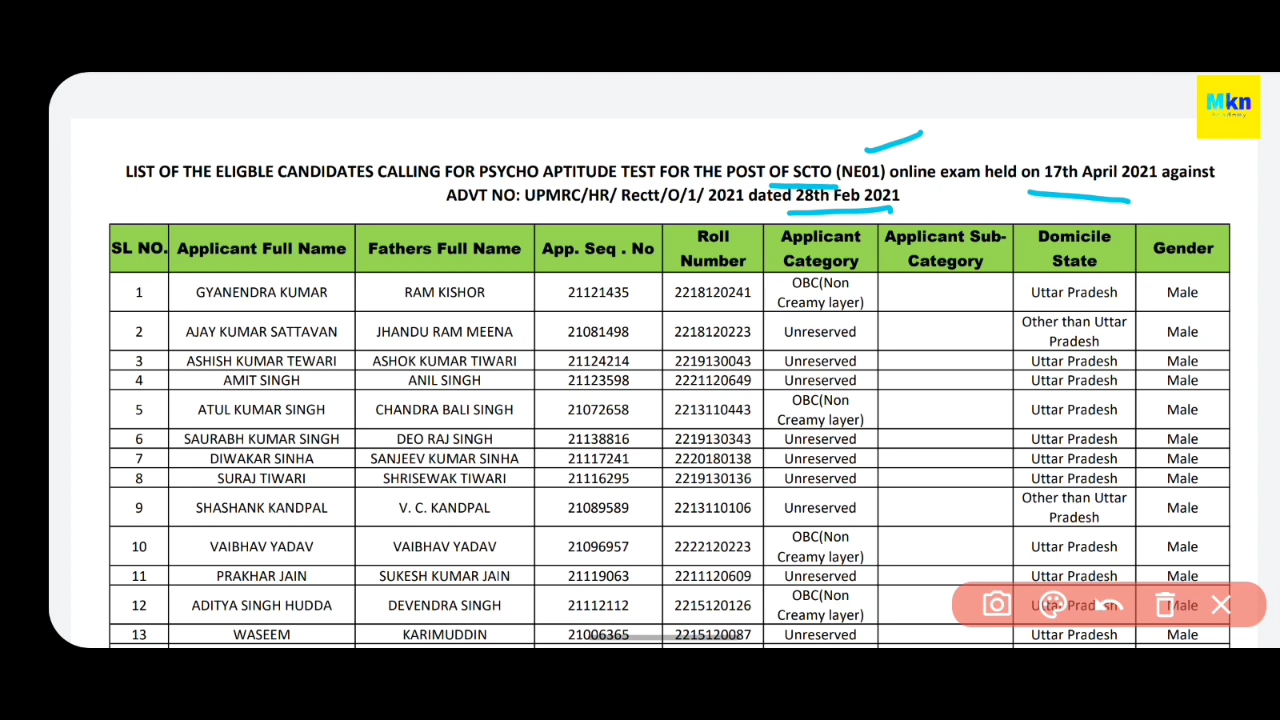 Mkn
LIST OF THE ELIGBLE CANDIDATES CALLING FOR PSYCHO APTITUDE TEST FOR THE POST OF SCTO (NE01) online exam held on 17th April 2021 against
ADVT NO: UPMRC/HR/ Rectt/O/1/ 2021 dated 28th Feb 2021
SL NO. Applicant Full Name Fathers Full Name App. Seq . No Roll Number Applicant Category Applicant Sub-Category Domicile State Gender
1 GYANENDRA KUMAR RAM KISHOR 21121435 2218120241 OBC(Non Creamy layer) Uttar Pradesh Male
2 AJAY KUMAR SATTAVAN JHANDU RAM MEENA 21081498 2218120223 Unreserved Other than Uttar Pradesh Male
3 ASHISH KUMAR TEWARI ASHOK KUMAR TIWARI 21124214 2219130043 Unreserved Uttar Pradesh Male
4 AMIT SINGH ANIL SINGH 21123598 2221120649 Unreserved Uttar Pradesh Male
5 ATUL KUMAR SINGH CHANDRA BALI SINGH 21072658 2213110443 OBC(Non Creamy layer) Uttar Pradesh Male
6 SAURABH KUMAR SINGH DEO RAJ SINGH 21138816 2219130343 Unreserved Uttar Pradesh Male
7 DIWAKAR SINHA SANJEEV KUMAR SINHA 21117241 2220180138 Unreserved Uttar Pradesh Male
8 SURAJ TIWARI SHRISEWAK TIWARI 21116295 2219130136 Unreserved Uttar Pradesh Male
9 SHASHANK KANDPAL V. C. KANDPAL 21089589 2213110106 Unreserved Other than Uttar Pradesh Male
10 VAIBHAV YADAV VAIBHAV YADAV 21096957 2222120223 OBC(Non Creamy layer) Uttar Pradesh Male
11 PRAKHAR JAIN SUKESH KUMAR JAIN 21119063 2211120609 Unreserved Uttar Pradesh Male
12 ADITYA SINGH HUDDA DEVENDRA SINGH 21112112 2215120126 OBC(Non Creamy layer) Uttar Pradesh Male
13 WASEEM KARIMUDDIN 21006365 2215120087 Unreserved Uttar Pradesh Male